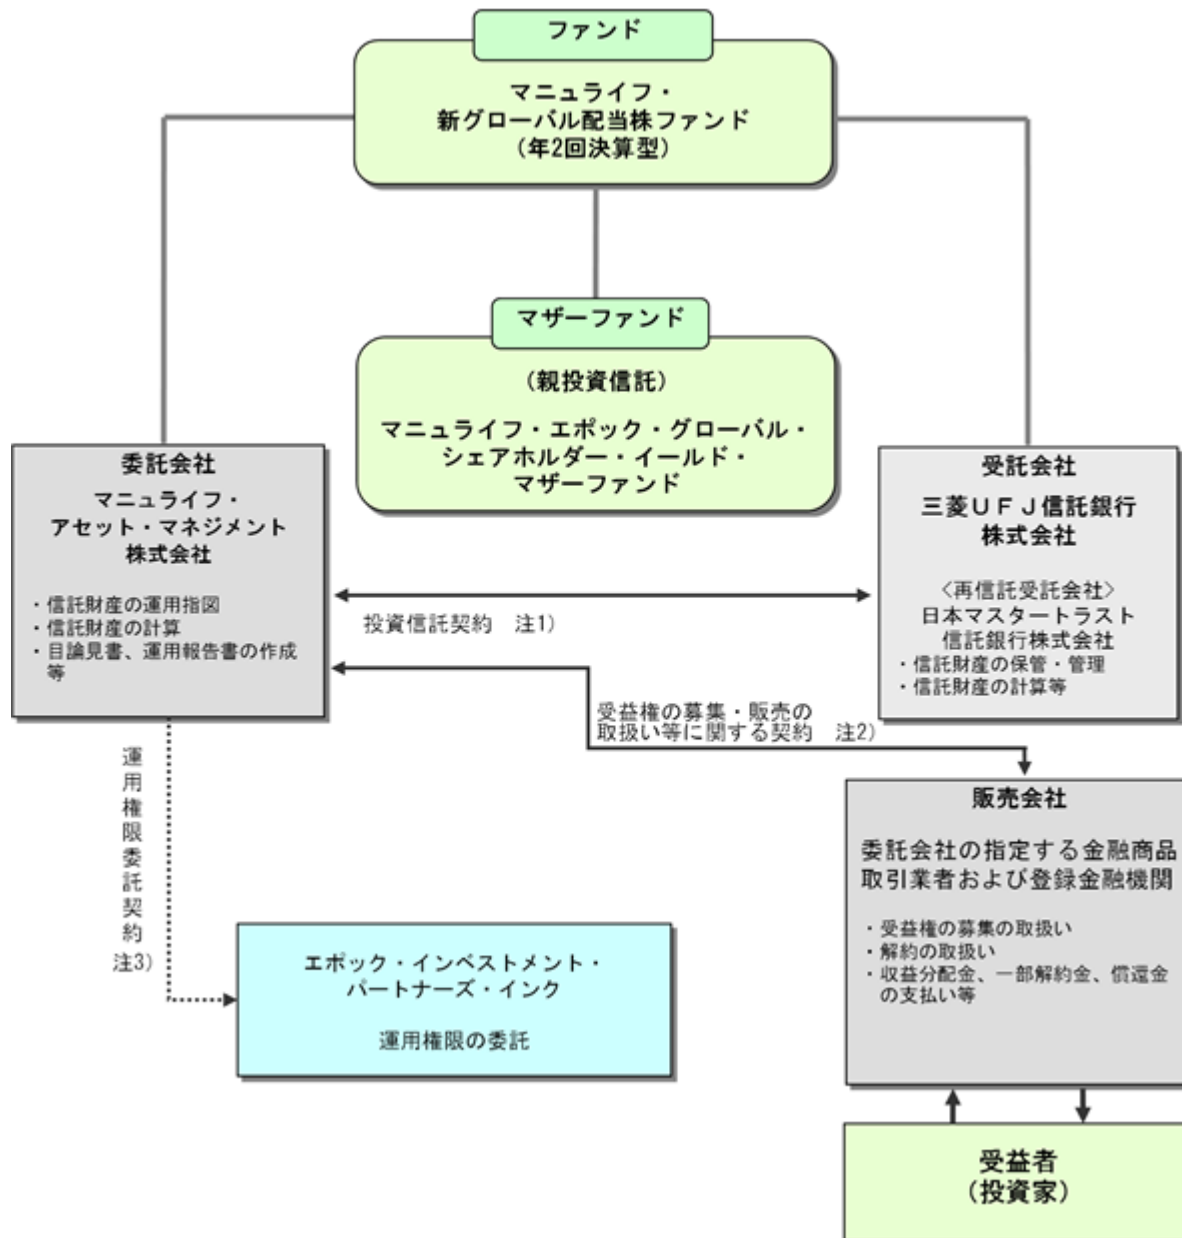 ファンド
マニュライフ・
新グローバル配当株ファンド
(年2回決算型)
マザーファンド
(親投資信託)
マニュライフ・エポック・グローバル・
シェアホルダー・イールド・
マザーファンド
委託会社
マニュライフ・
アセット・マネジメント
株式会社
・信託財産の運用指図
・信託財産の計算
・目論見書、運用報告書の作成
等
受託会社
三菱UFJ信託銀行
株式会社
〈再信託受託会社〉
日本マスタートラスト
信託銀行株式会社
・信託財産の保管・管理
・信託財産の計算等
投資信託契約 注1)
受益権の募集・販売の
取扱い等に関する契約 注2)
運用権限委託契約
注3)
販売会社
委託会社の指定する金融商品
取引業者および登録金融機関
・受益権の募集の取扱い
・解約の取扱い
・収益分配金、一部解約金、償還金
の支払い等
エポック・インベストメント・
パートナーズ・インク
運用権限の委託
受益者
(投資家)